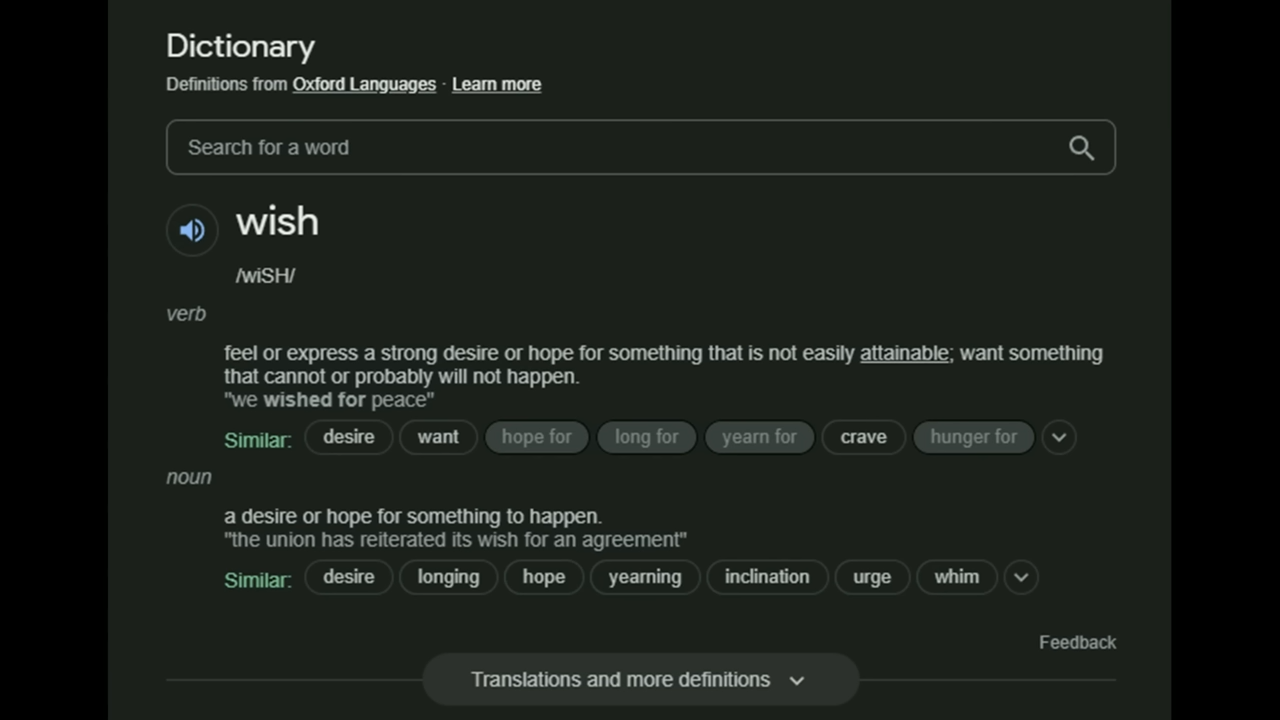 Dictionary
Definitions from Oxford Languages · Learn more
Search for a word
wish
/wiSH/
verb
feel or express a strong desire or hope for something that is not easily attainable; want something
that cannot or probably will not happen.
"we wished for peace"
Similar: desire want hope for long for yearn for crave hunger for
noun
a desire or hope for something to happen.
"the union has reiterated its wish for an agreement"
Similar: desire longing hope yearning inclination urge whim
Feedback
Translations and more definitions